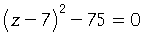 (z − 7)² − 75 = 0